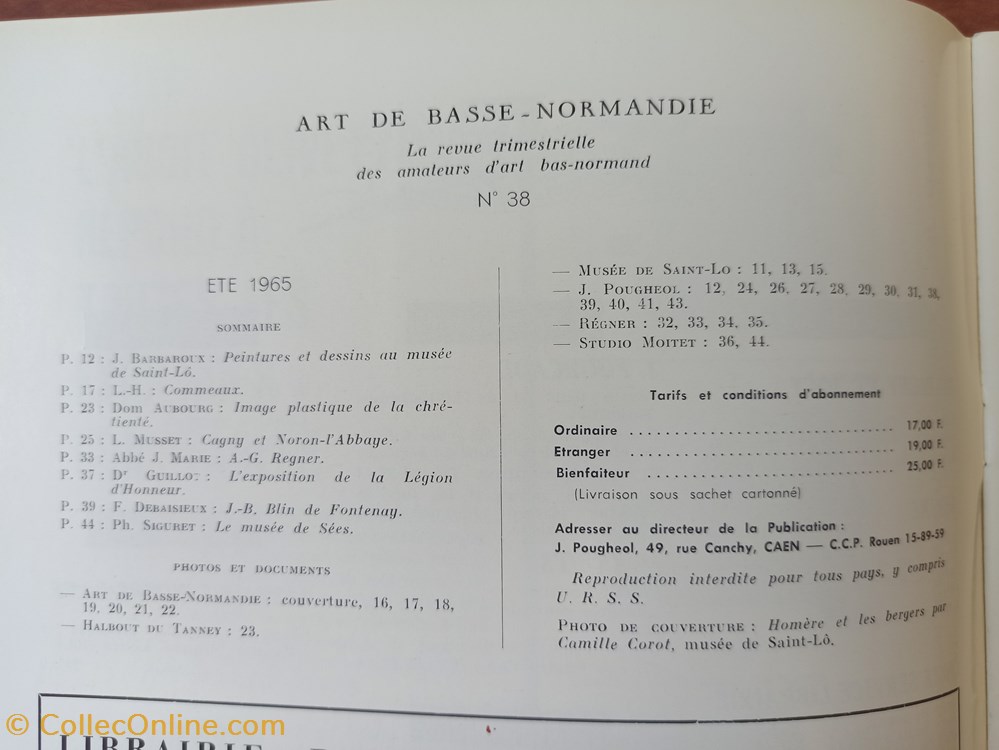 ART DE BASSE-NORMANDIE
La revue trimestrielle
des amateurs d'art bas-normand
N° 38
ETE 1965
SOMMAIRE
P. 12 : J. BARBAROUX : Peintures et dessins au musée
de Saint-Lô.
P. 17 : L.-H. : Commeaux.
P. 23 : Dom AUBOURG : Image plastique de la chré-
tienté.
P. 25 : L. MUSSET : Cagny et Noron-l'Abbaye.
P. 33 : Abbé J. MARIE : A.-G. Regner.
P. 37 : Dr GUILLOT : L'exposition de la Légion
d'Honneur.
P. 39 : F. DEBAISIEUX : J.-B. Blin de Fontenay.
P. 44 : Ph. SIGURET : Le musée de Sées.
PHOTOS ET DOCUMENTS
— ART DE BASSE-NORMANDIE : couverture, 16, 17, 18,
19, 20, 21, 22.
— HALBOUT DU TANNEY : 23.
— MUSÉE DE SAINT-LO : 11, 13, 15.
— J. POUGHEOL : 12, 24, 26, 27, 28, 29, 30, 31, 38,
39, 40, 41, 43.
— RÉGNER : 32, 33, 34, 35.
— STUDIO MOITET : 36, 44.
Tarifs et conditions d'abonnement
Ordinaire ................................ 17,00 F.
Etranger ................................ 19,00 F.
Bienfaiteur .............................. 25,00 F.
(Livraison sous sachet cartonné)
Adresser au directeur de la Publication :
J. Pougheol, 49, rue Canchy, CAEN — C.C.P. Rouen 15-89-59
Reproduction interdite pour tous pays, y compris
U. R. S. S.
PHOTO DE COUVERTURE : Homère et les bergers par
Camille Corot, musée de Saint-Lô.
LIBRAIRIE
© CollecOnline.com